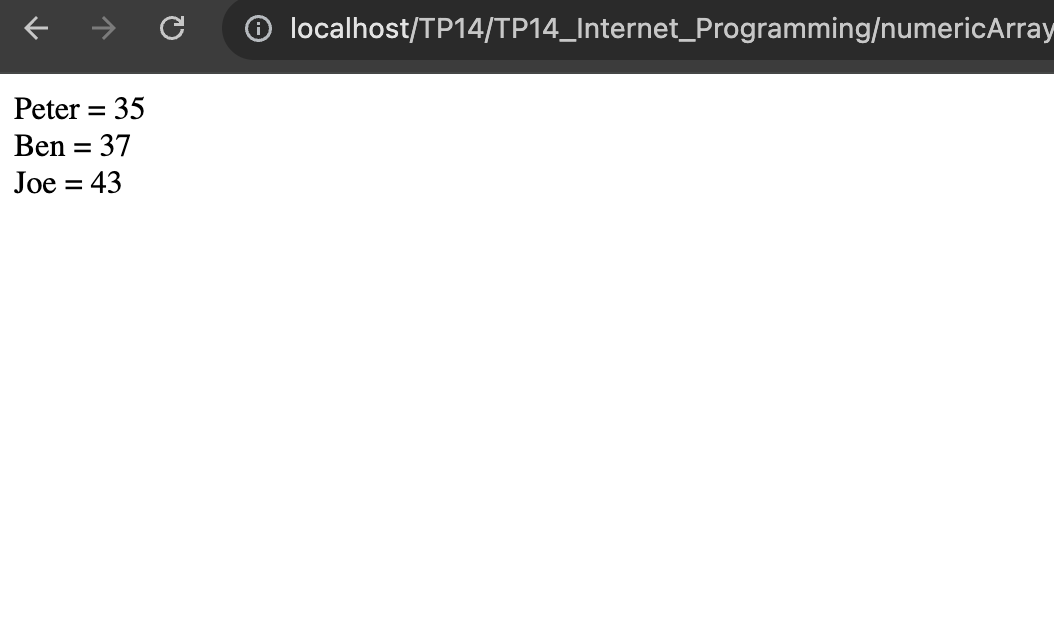 localhost/TP14/TP14_Internet_Programming/numericArray
Peter = 35
Ben = 37
Joe = 43